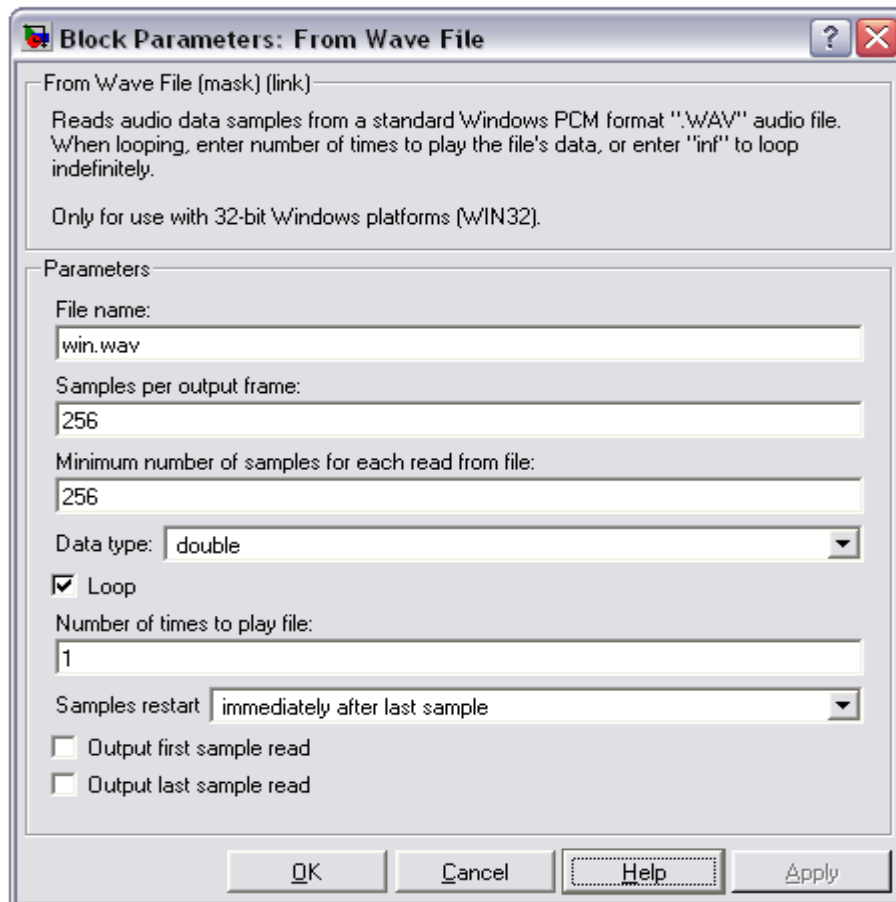 Block Parameters: From Wave File
?
From Wave File (mask) (link)
Reads audio data samples from a standard Windows PCM format ".WAV" audio file.
When looping, enter number of times to play the file's data, or enter "inf" to loop
indefinitely.
Only for use with 32-bit Windows platforms (WIN32).
Parameters
File name:
win.wav
Samples per output frame:
256
Minimum number of samples for each read from file:
256
Data type: double
Loop
Number of times to play file:
1
Samples restart immediately after last sample
Output first sample read
Output last sample read
OK Cancel Help Apply